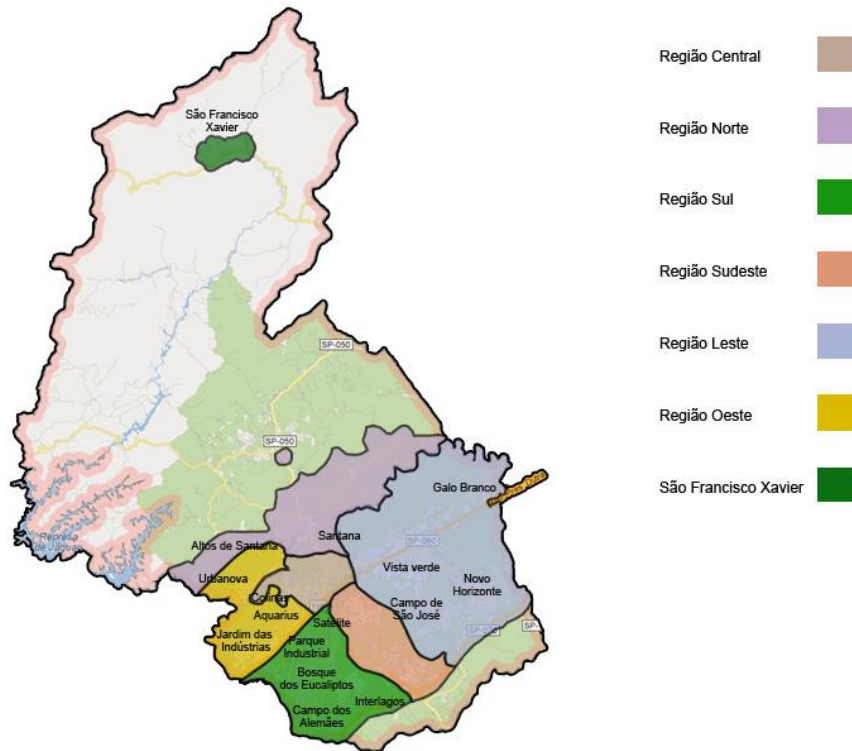 São Francisco
Xavier
SP-050
SP-050
Galo Branco
Altos de Santana
Santana
SP-060
Represa
de Jaguari
Urbanova
Vista verde
Novo
Horizonte
Colinas
Aquarius
Satélite
Campo de
São José
Jardim das
Indústrias
Parque
Industrial
Bosque
dos Eucaliptos
Interlagos
Campo dos
Alemães
Região Central
Região Norte
Região Sul
Região Sudeste
Região Leste
Região Oeste
São Francisco Xavier